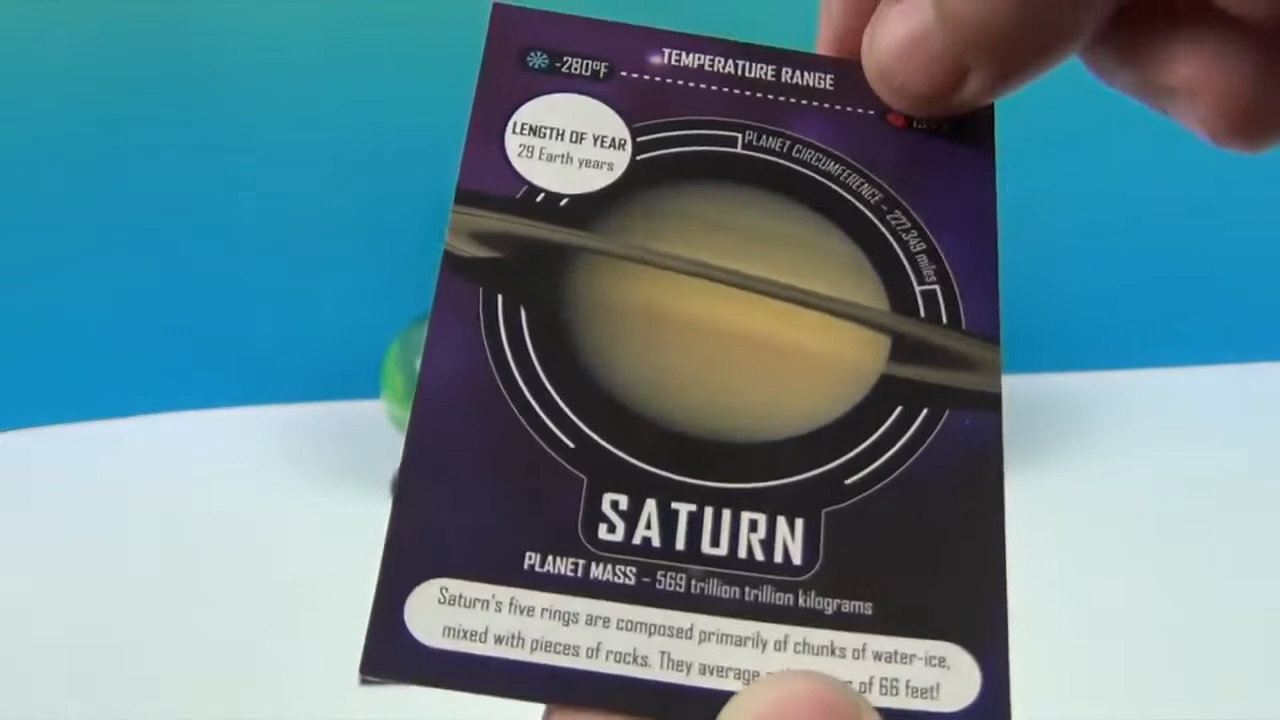 -280°F
TEMPERATURE RANGE
LENGTH OF YEAR
29 Earth years
PLANET CIRCUMFERENCE - 227,349 miles
SATURN
PLANET MASS - 569 trillion trillion kilograms
Saturn's five rings are composed primarily of chunks of water-ice,
mixed with pieces of rocks. They average of 66 feet!